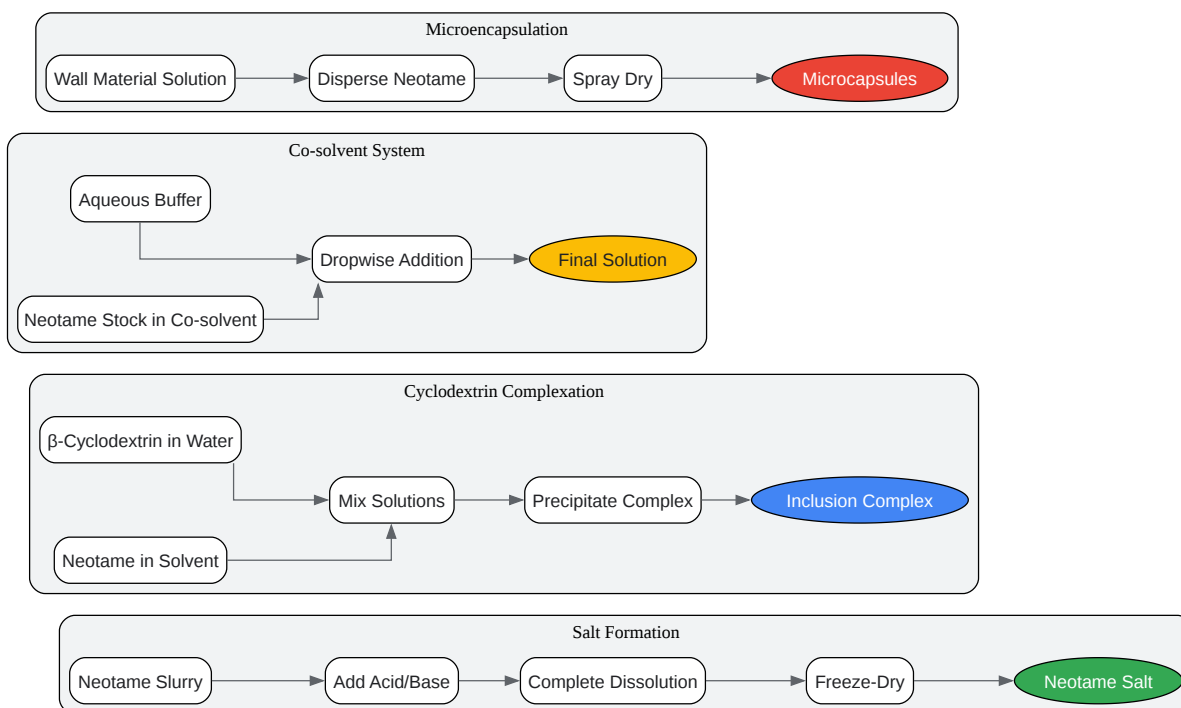 Microencapsulation
Wall Material Solution
Disperse Neotame
Spray Dry
Microcapsules
Co-solvent System
Aqueous Buffer
Neotame Stock in Co-solvent
Dropwise Addition
Final Solution
Cyclodextrin Complexation
β-Cyclodextrin in Water
Neotame in Solvent
Mix Solutions
Precipitate Complex
Inclusion Complex
Salt Formation
Neotame Slurry
Add Acid/Base
Complete Dissolution
Freeze-Dry
Neotame Salt